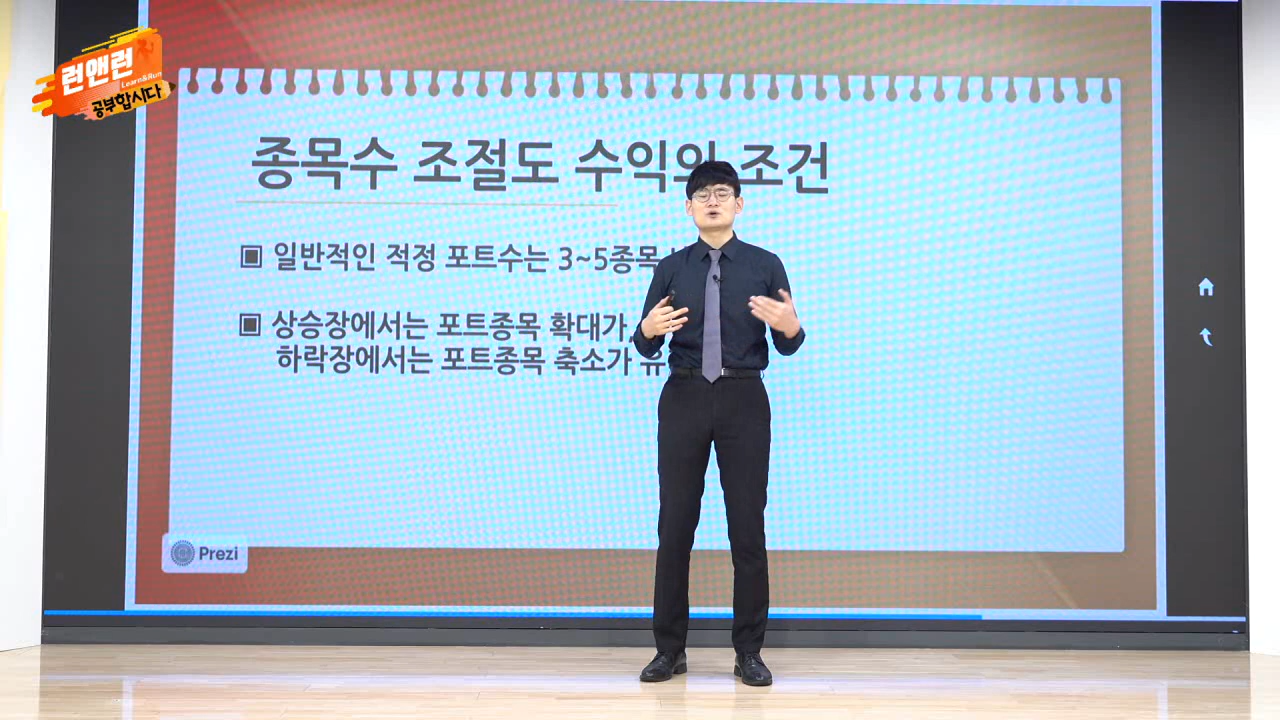 런앤런
Learn&Run
공부합시다
종목수 조절도 수익의 조건
▣ 일반적인 적정 포트수는 3~5종목
▣ 상승장에서는 포트종목 확대가
하락장에서는 포트종목 축소가
Prezi